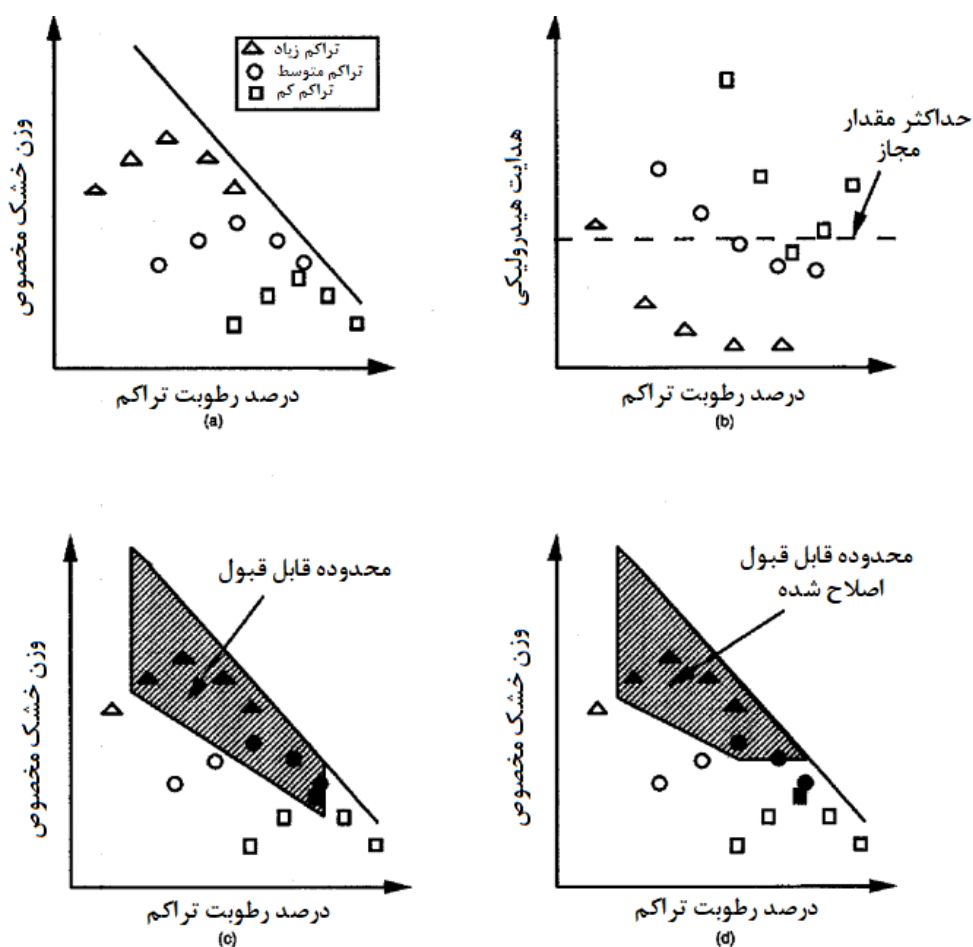 وزن خشک مخصوص
تراکم زیاد
تراکم متوسط
تراکم کم
درصد رطوبت تراکم
(a)
هدایت هیدرولیکی
حداکثر مقدار
مجاز
درصد رطوبت تراکم
(b)
وزن خشک مخصوص
محدوده قابل قبول
درصد رطوبت تراکم
(c)
وزن خشک مخصوص
محدوده قابل قبول
اصلاح شده
درصد رطوبت تراکم
(d)